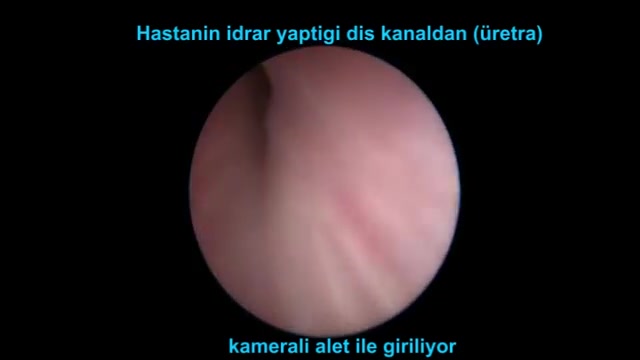 Hastanin idrar yaptigi dis kanaldan (üretra)
kamerali alet ile giriliyor